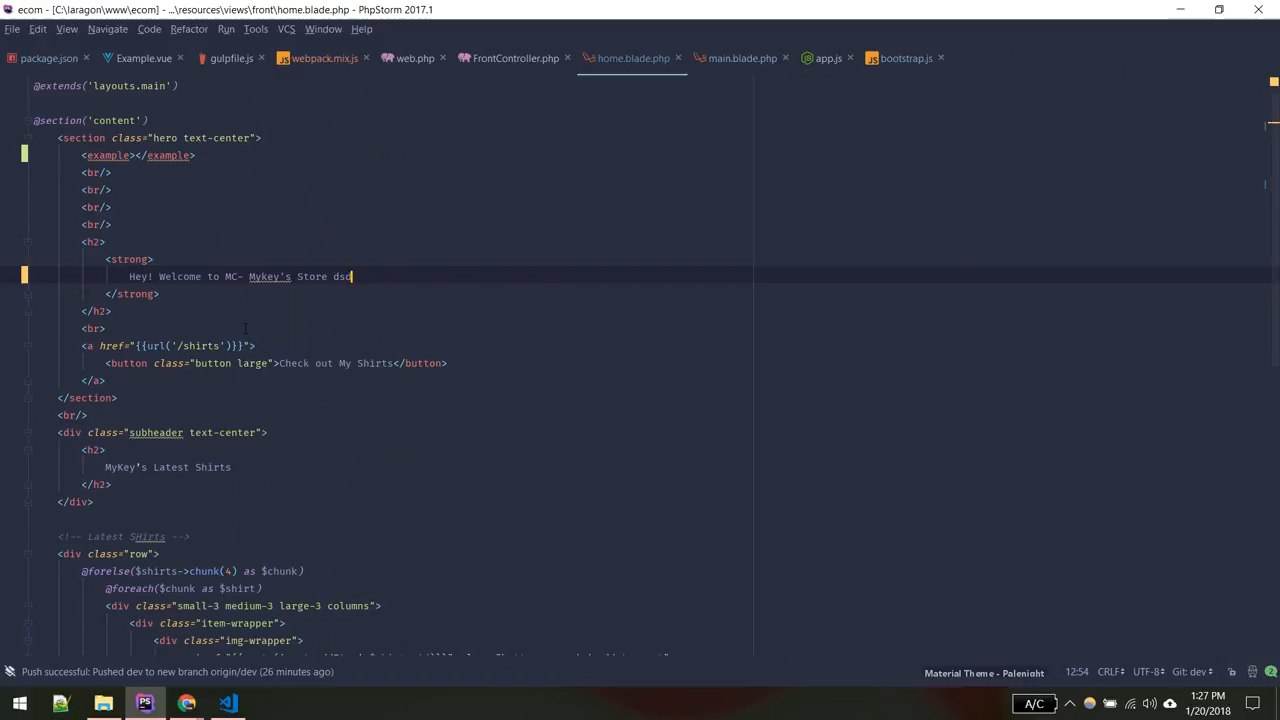 ecom - [C:\laragon\www\ecom] - ...\resources\views\front\home.blade.php - PhpStorm 2017.1
File Edit View Navigate Code Refactor Run Tools VCS Window Help
package.json Example.vue gulpfile.js webpack.mix.js web.php FrontController.php home.blade.php main.blade.php app.js bootstrap.js
@extends('layouts.main')
@section('content')
<section class="hero text-center">
<example></example>
<br/>
<br/>
<br/>
<br/>
<h2>
<strong>
Hey! Welcome to MC- Mykey's Store dsd
</strong>
</h2>
<br>
<a href="{{url('/shirts')}}">
<button class="button large">Check out My Shirts</button>
</a>
</section>
<br/>
<div class="subheader text-center">
<h2>
MyKey's Latest Shirts
</h2>
</div>
<!-- Latest SHirts -->
<div class="row">
@forelse($shirts->chunk(4) as $chunk)
@foreach($chunk as $shirt)
<div class="small-3 medium-3 large-3 columns">
<div class="item-wrapper">
<div class="img-wrapper">
Push successful: Pushed dev to new branch origin/dev (26 minutes ago)
Material Theme - Palenight 12:54 CRLF UTF-8 Git: dev 2
A/C 1:27 PM
1/20/2018